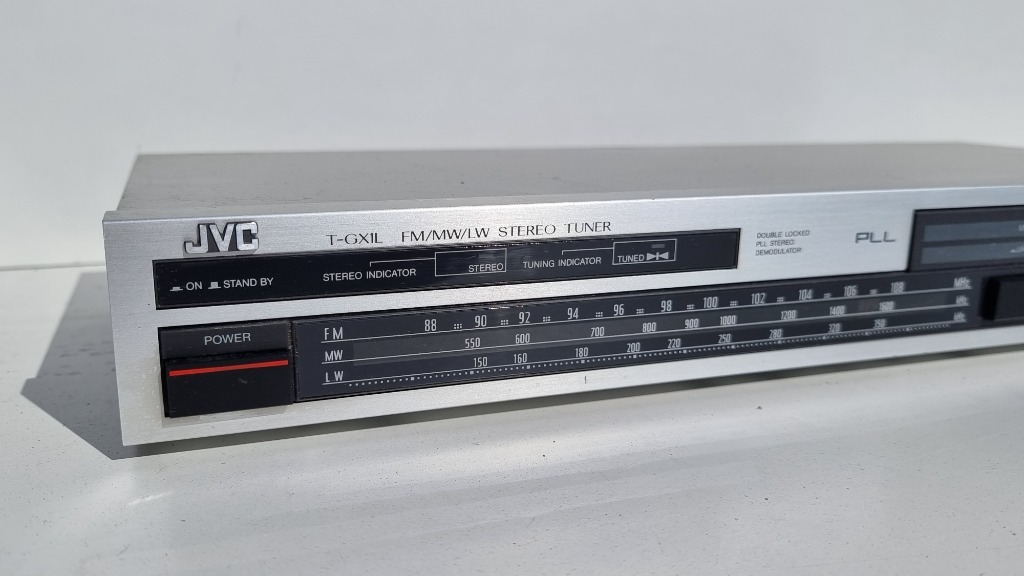 JVC
T-GX1L FM/MW/LW STEREO TUNER
DOUBLE LOCKED
PLL STEREO
DEMODULATOR
PLL
ON STAND BY
STEREO INDICATOR STEREO TUNING INDICATOR TUNED
POWER
FM 88 90 92 94 96 98 100 102 104 106 108 MHz
MW 550 600 700 800 900 1000 1200 1400 1600 kHz
LW 150 160 180 200 220 250 280 320 350 kHz